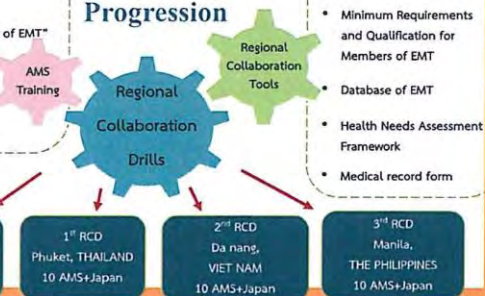 Progression
of EMT"
AMS
Training
Regional
Collaboration
Drills
Regional
Collaboration
Tools
• Minimum Requirements
and Qualification for
Members of EMT
• Database of EMT
• Health Needs Assessment
Framework
• Medical record form
1st RCD
Phuket, THAILAND
10 AMS+Japan
2nd RCD
Da nang,
VIET NAM
10 AMS+Japan
3rd RCD
Manila,
THE PHILIPPINES
10 AMS+Japan